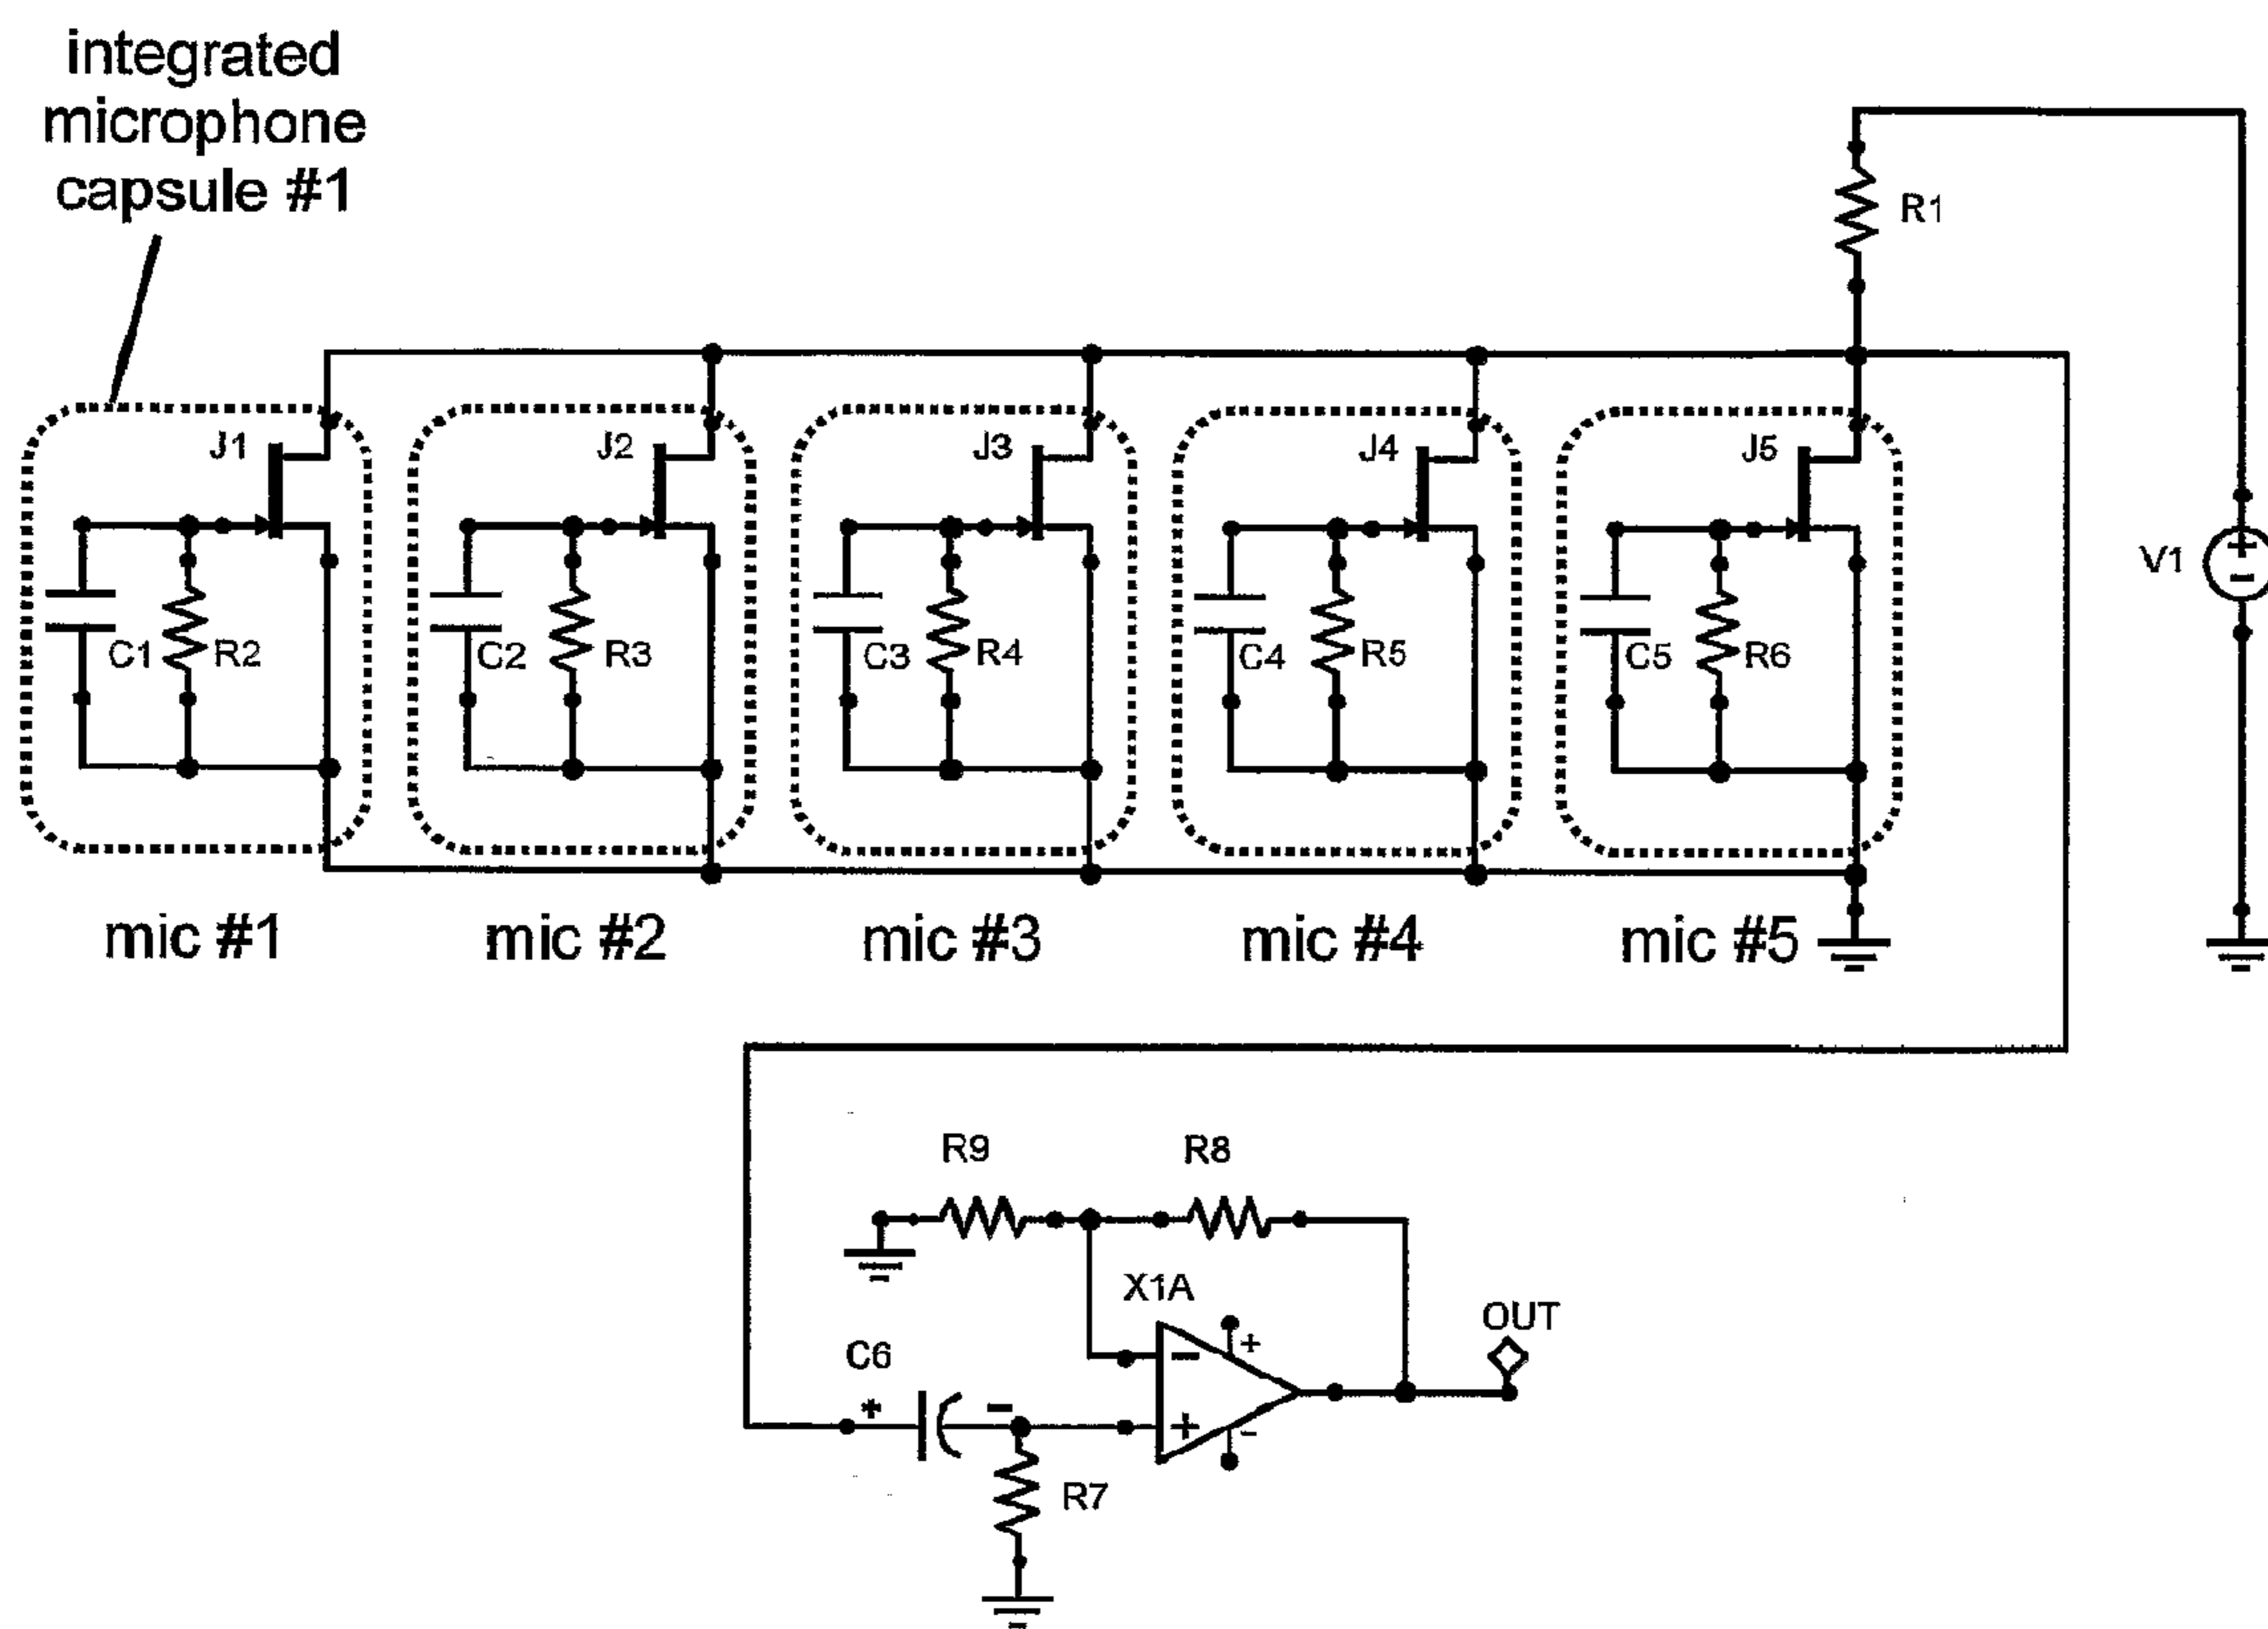 integrated
microphone
capsule #1
R1
J1
J2
J3
J4
J5
V1
+
-
C1
R2
C2
R3
C3
R4
C4
R5
C5
R6
mic #1
mic #2
mic #3
mic #4
mic #5
R9
R8
X1A
OUT
C6
+
-
-
+
+
-
R7